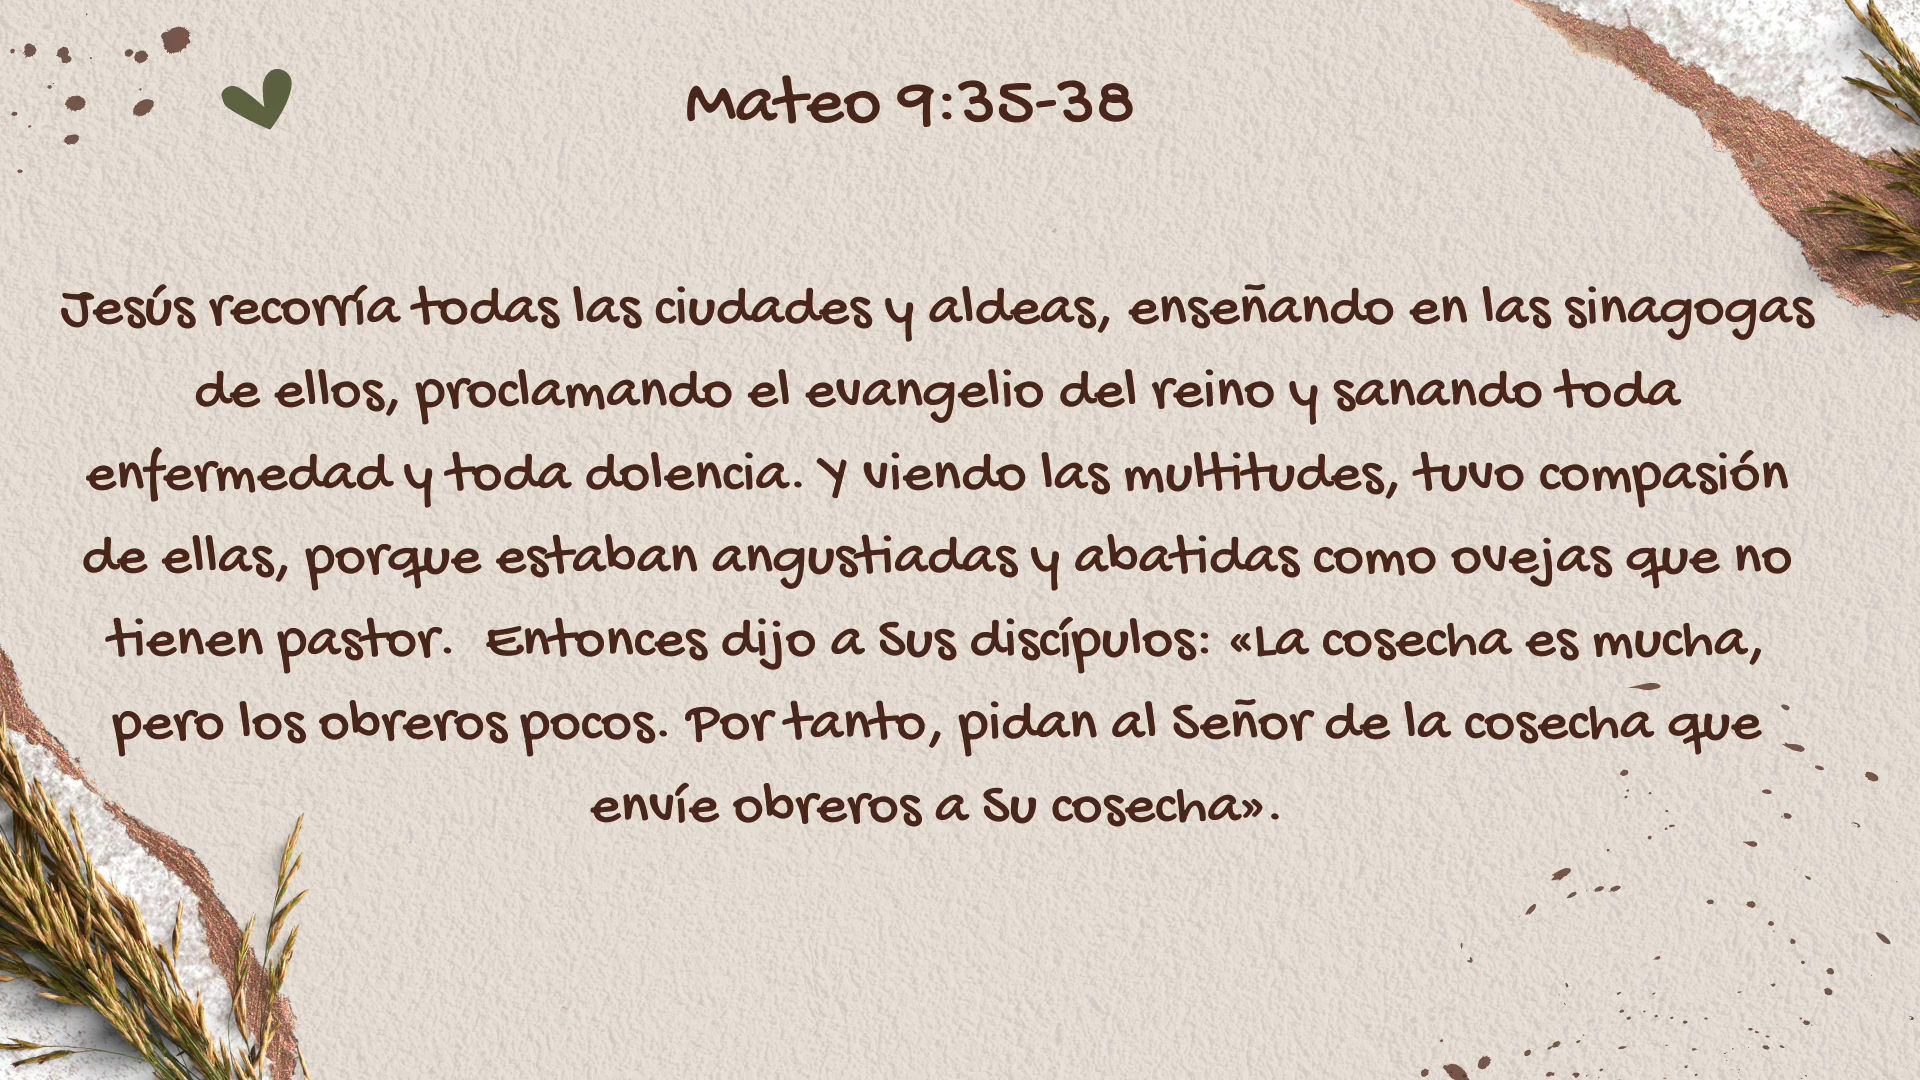 Mateo 9:35-38
Jesús recorría todas las ciudades y aldeas, enseñando en las sinagogas
de ellos, proclamando el evangelio del reino y sanando toda
enfermedad y toda dolencia. Y viendo las multitudes, tuvo compasión
de ellas, porque estaban angustiadas y abatidas como ovejas que no
tienen pastor. Entonces dijo a Sus discípulos: «La cosecha es mucha,
pero los obreros pocos. Por tanto, pidan al Señor de la cosecha que
envíe obreros a Su cosecha».